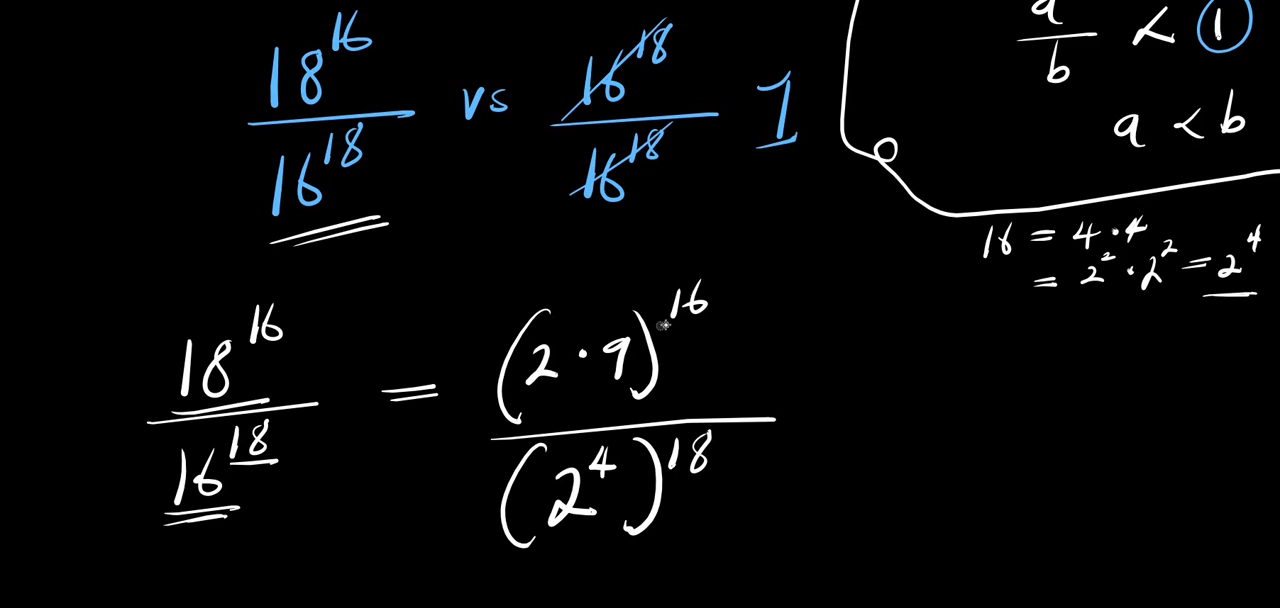 18^16 / 16^18 vs 16^18 / 16^18 1
a / b < 1
a < b
16 = 4 · 4
= 2^2 · 2^2 = 2^4
18^16 / 16^18 = (2 · 9)^16 / (2^4)^18